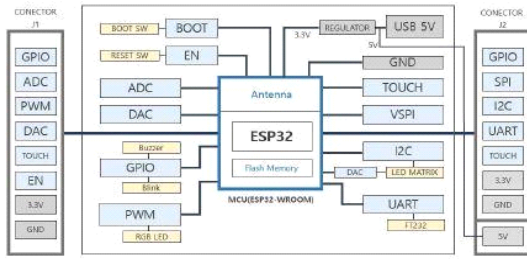 CONECTOR
J1
GPIO
ADC
PWM
DAC
TOUCH
EN
3.3V
GND
BOOT SW
BOOT
RESET SW
EN
ADC
DAC
Buzzer
GPIO
Blink
PWM
RGB LED
Antenna
ESP32
Flash Memory
MCU(ESP32-WROOM)
3.3V
REGULATOR
USB 5V
5V
GND
TOUCH
VSPI
I2C
DAC
LED MATRIX
UART
FT232
CONECTOR
J2
GPIO
SPI
I2C
UART
TOUCH
3.3V
GND
5V